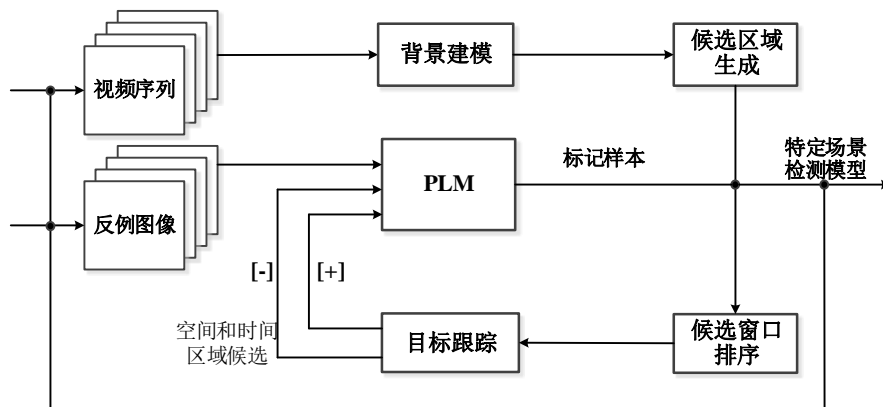 视频序列
背景建模
候选区域
生成
反例图像
PLM
标记样本
特定场景
检测模型
[-]
[+]
空间和时间
区域候选
目标跟踪
候选窗口
排序